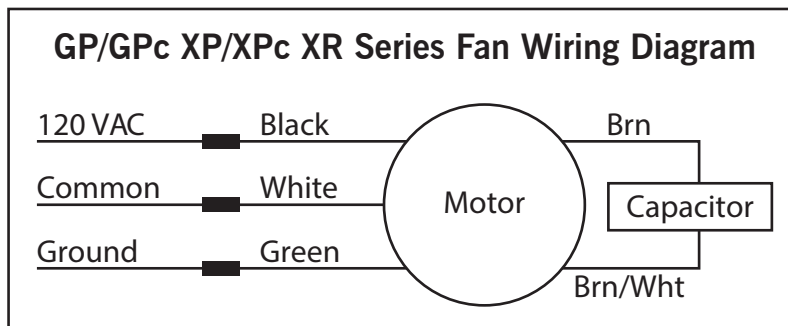 GP/GPc XP/XPc XR Series Fan Wiring Diagram
120 VAC
Black
Brn
Common
White
Motor
Capacitor
Ground
Green
Brn/Wht